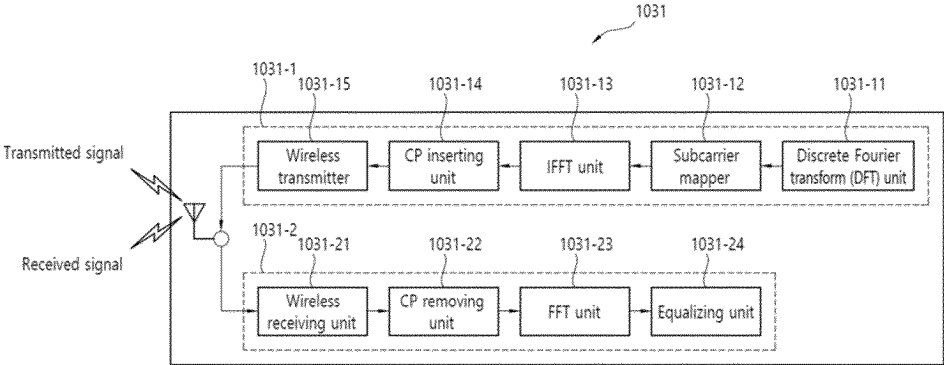 1031
1031-1
1031-15
1031-14
1031-13
1031-12
1031-11
Transmitted signal
Wireless
transmitter
CP inserting
unit
IFFT unit
Subcarrier
mapper
Discrete Fourier
transform (DFT) unit
Received signal
1031-2
1031-21
1031-22
1031-23
1031-24
Wireless
receiving unit
CP removing
unit
FFT unit
Equalizing unit